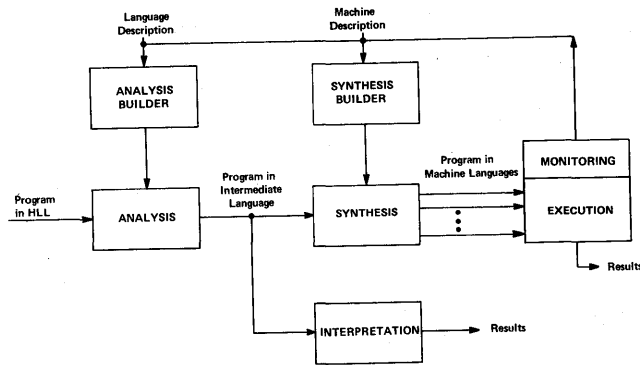 Language
Description
Machine
Description
ANALYSIS
BUILDER
SYNTHESIS
BUILDER
Program in
Intermediate
Language
Program in
Machine Languages
MONITORING
Program
in HLL
ANALYSIS
SYNTHESIS
EXECUTION
Results
INTERPRETATION
Results